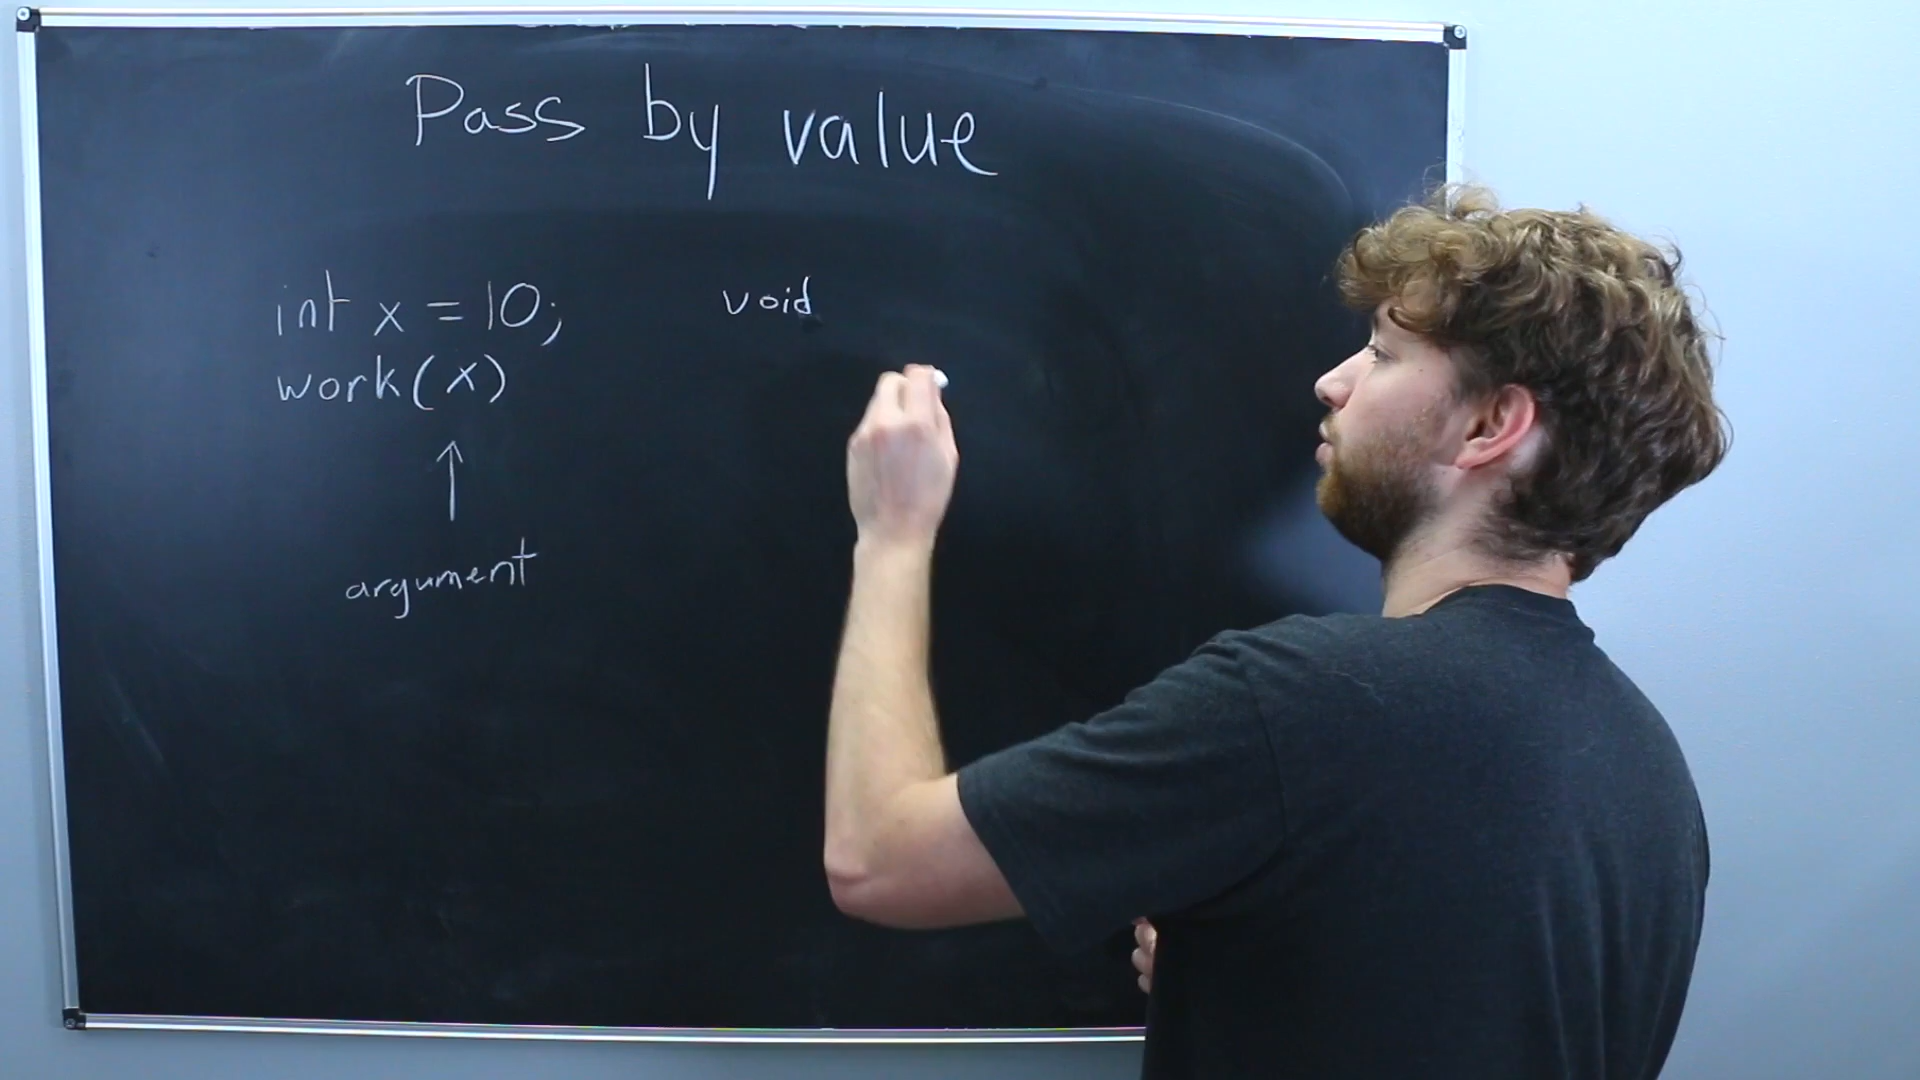 Pass by value
int x = 10;
work(x)
argument
void